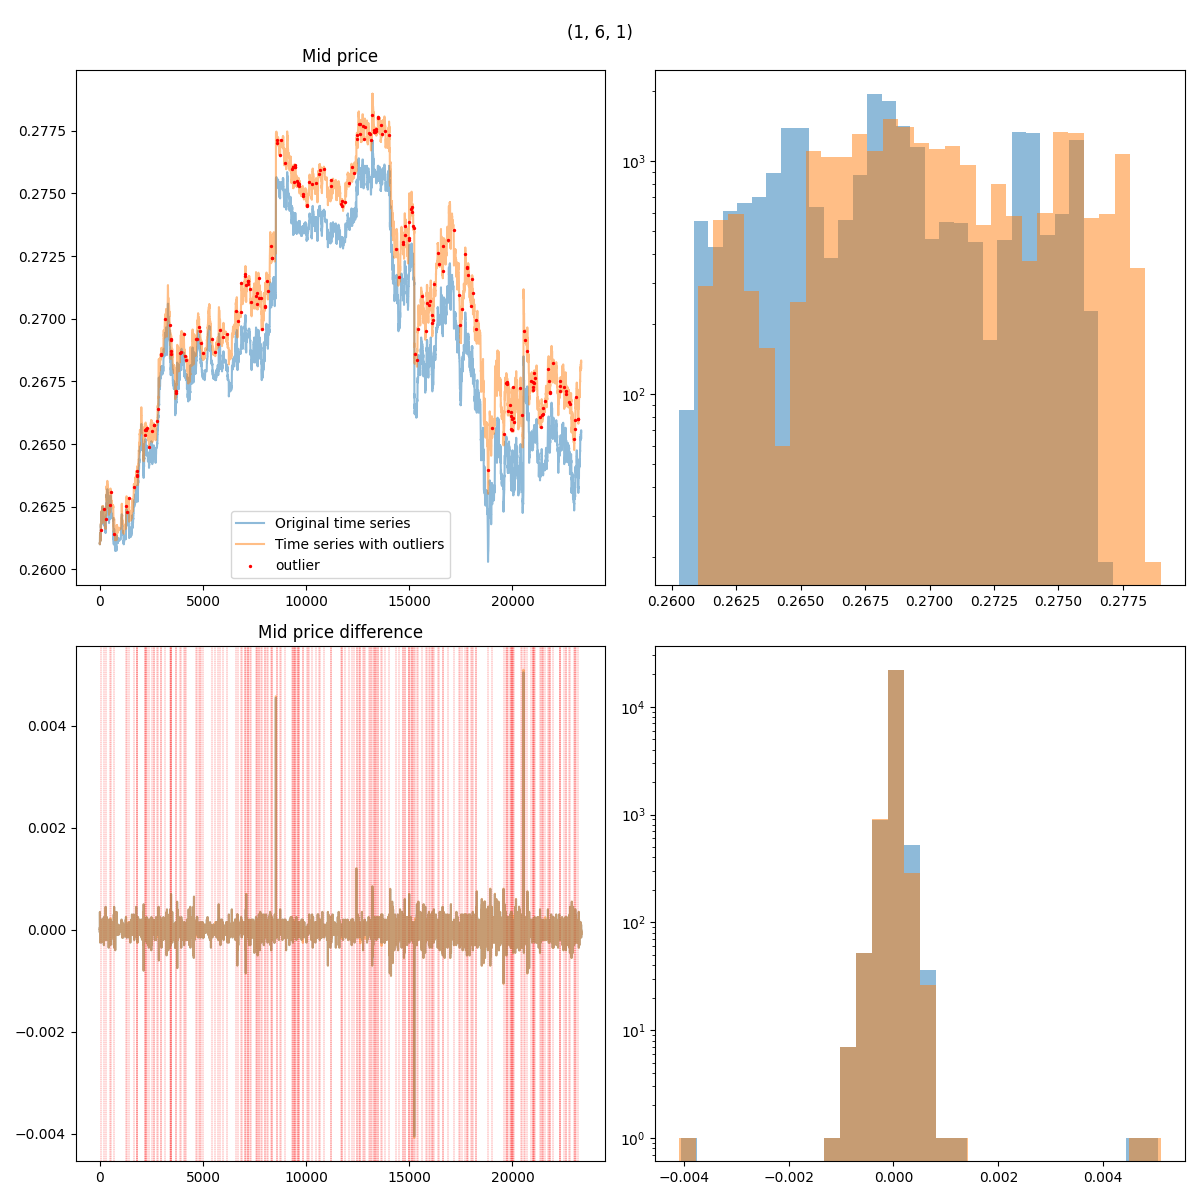 (1, 6, 1)
Mid price
0.2775
0.2750
0.2725
0.2700
0.2675
0.2650
0.2625
0.2600
Original time series
Time series with outliers
outlier
0 5000 10000 15000 20000
10³
10²
0.2600 0.2625 0.2650 0.2675 0.2700 0.2725 0.2750 0.2775
Mid price difference
0.004
0.002
0.000
−0.002
−0.004
0 5000 10000 15000 20000
10⁴
10³
10²
10¹
10⁰
−0.004 −0.002 0.000 0.002 0.004